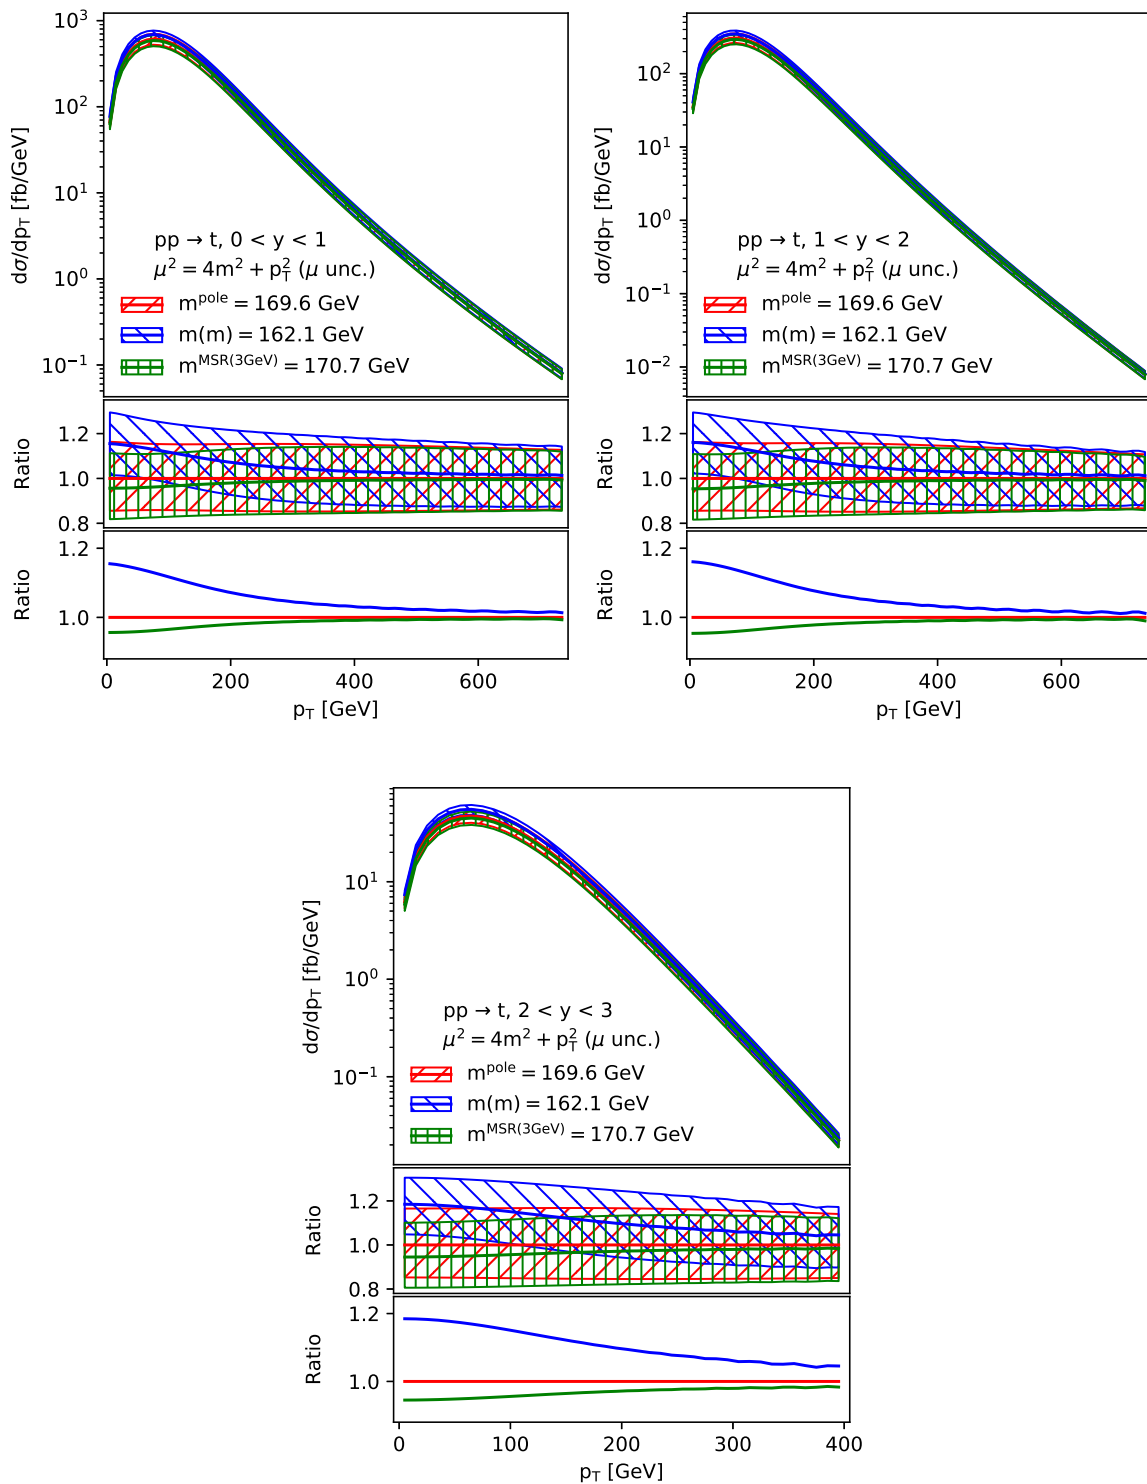 10³
10²
10¹
10⁰
10⁻¹
dσ/dp_T [fb/GeV]
pp → t, 0 < y < 1
μ² = 4m² + p_T² (μ unc.)
m^pole = 169.6 GeV
m(m) = 162.1 GeV
m^MSR(3GeV) = 170.7 GeV
1.2
1.0
0.8
Ratio
1.2
1.0
Ratio
0 200 400 600
p_T [GeV]
10²
10¹
10⁰
10⁻¹
10⁻²
dσ/dp_T [fb/GeV]
pp → t, 1 < y < 2
μ² = 4m² + p_T² (μ unc.)
m^pole = 169.6 GeV
m(m) = 162.1 GeV
m^MSR(3GeV) = 170.7 GeV
1.2
1.0
0.8
Ratio
1.2
1.0
Ratio
0 200 400 600
p_T [GeV]
10¹
10⁰
10⁻¹
dσ/dp_T [fb/GeV]
pp → t, 2 < y < 3
μ² = 4m² + p_T² (μ unc.)
m^pole = 169.6 GeV
m(m) = 162.1 GeV
m^MSR(3GeV) = 170.7 GeV
1.2
1.0
0.8
Ratio
1.2
1.0
Ratio
0 100 200 300 400
p_T [GeV]